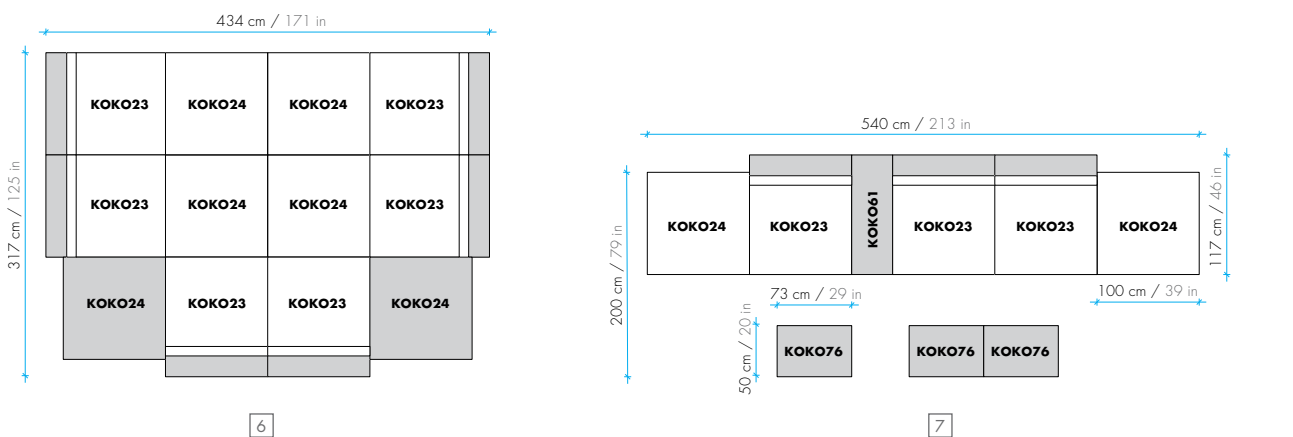 434 cm / 171 in
317 cm / 125 in
KOKO23 KOKO24 KOKO24 KOKO23
KOKO23 KOKO24 KOKO24 KOKO23
KOKO24 KOKO23 KOKO23 KOKO24
6
540 cm / 213 in
200 cm / 79 in
117 cm / 46 in
KOKO24 KOKO23 KOKO61 KOKO23 KOKO23 KOKO24
73 cm / 29 in
100 cm / 39 in
50 cm / 20 in
KOKO76 KOKO76 KOKO76
7